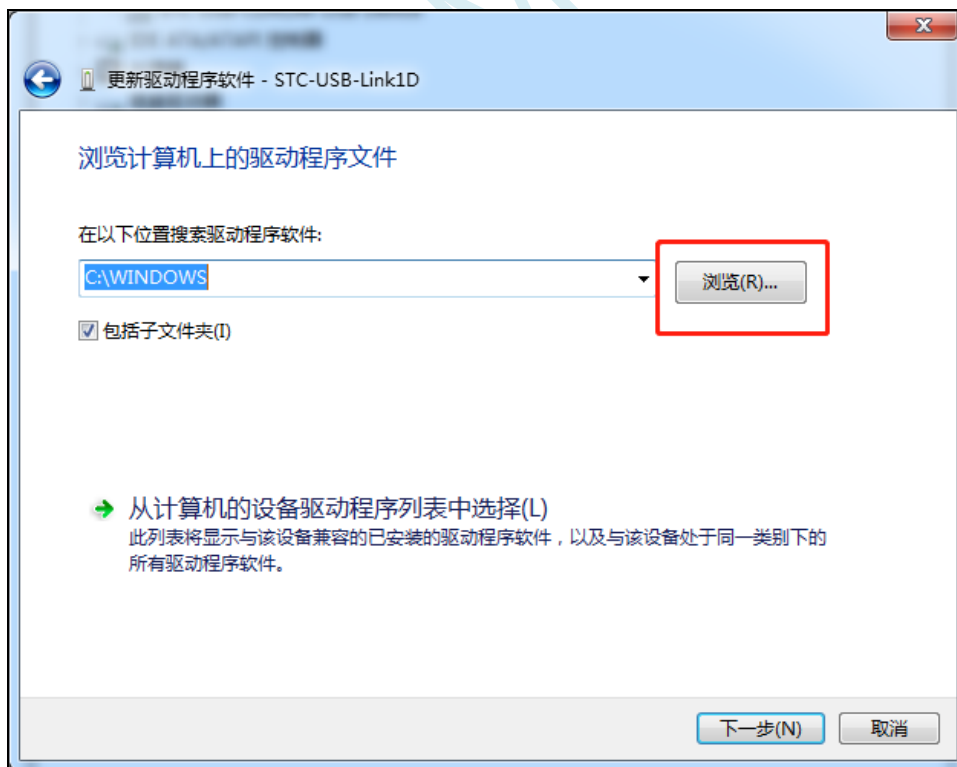 更新驱动程序软件 - STC-USB-Link1D
浏览计算机上的驱动程序文件
在以下位置搜索驱动程序软件:
C:\WINDOWS
浏览(R)...
包括子文件夹(I)
从计算机的设备驱动程序列表中选择(L)
此列表将显示与该设备兼容的已安装的驱动程序软件，以及与该设备处于同一类别下的
所有驱动程序软件。
下一步(N)
取消